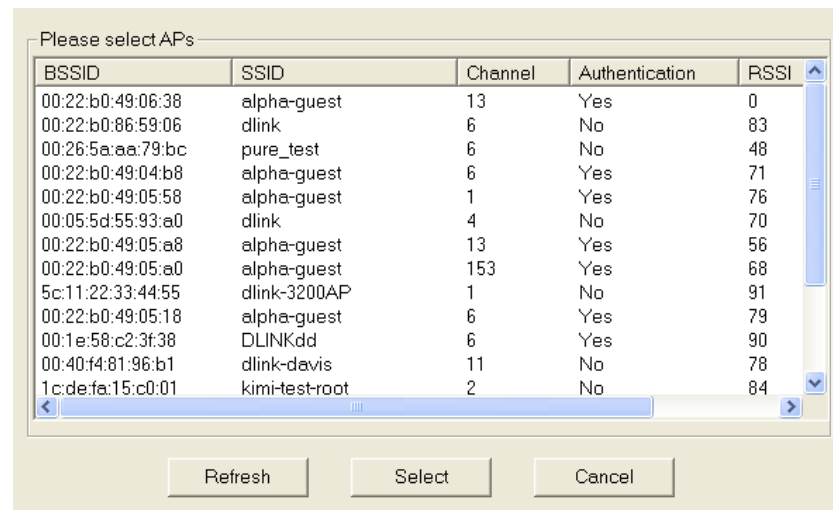 Please select APs
BSSID SSID Channel Authentication RSSI
00:22:b0:49:06:38 alpha-guest 13 Yes 0
00:22:b0:86:59:06 dlink 6 No 83
00:26:5a:aa:79:bc pure_test 6 No 48
00:22:b0:49:04:b8 alpha-guest 6 Yes 71
00:22:b0:49:05:58 alpha-guest 1 Yes 76
00:05:5d:55:93:a0 dlink 4 No 70
00:22:b0:49:05:a8 alpha-guest 13 Yes 56
00:22:b0:49:05:a0 alpha-guest 153 Yes 68
5c:11:22:33:44:55 dlink-3200AP 1 No 91
00:22:b0:49:05:18 alpha-guest 6 Yes 79
00:1e:58:c2:3f:38 DLINKdd 6 Yes 90
00:40:f4:81:96:b1 dlink-davis 11 No 78
1c:de:fa:15:c0:01 kimi-test-root 2 No 84
Refresh Select Cancel